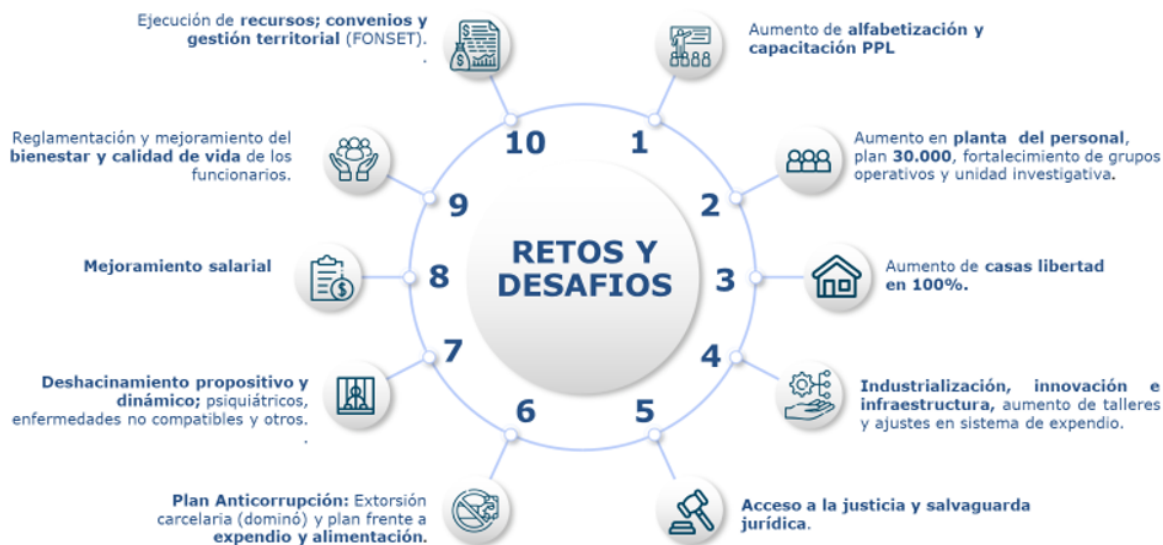 RETOS Y
DESAFIOS
1
Aumento de alfabetización y
capacitación PPL
2
Aumento en planta del personal,
plan 30.000, fortalecimiento de grupos
operativos y unidad investigativa.
3
Aumento de casas libertad
en 100%.
4
Industrialización, innovación e
infraestructura, aumento de talleres
y ajustes en sistema de expendio.
5
Acceso a la justicia y salvaguarda
jurídica.
6
Plan Anticorrupción: Extorsión
carcelaria (dominó) y plan frente a
expendio y alimentación.
7
Deshacinamiento propositivo y
dinámico; psiquiátricos,
enfermedades no compatibles y otros.
.
8
Mejoramiento salarial
9
Reglamentación y mejoramiento del
bienestar y calidad de vida de los
funcionarios.
10
Ejecución de recursos; convenios y
gestión territorial (FONSET).
.